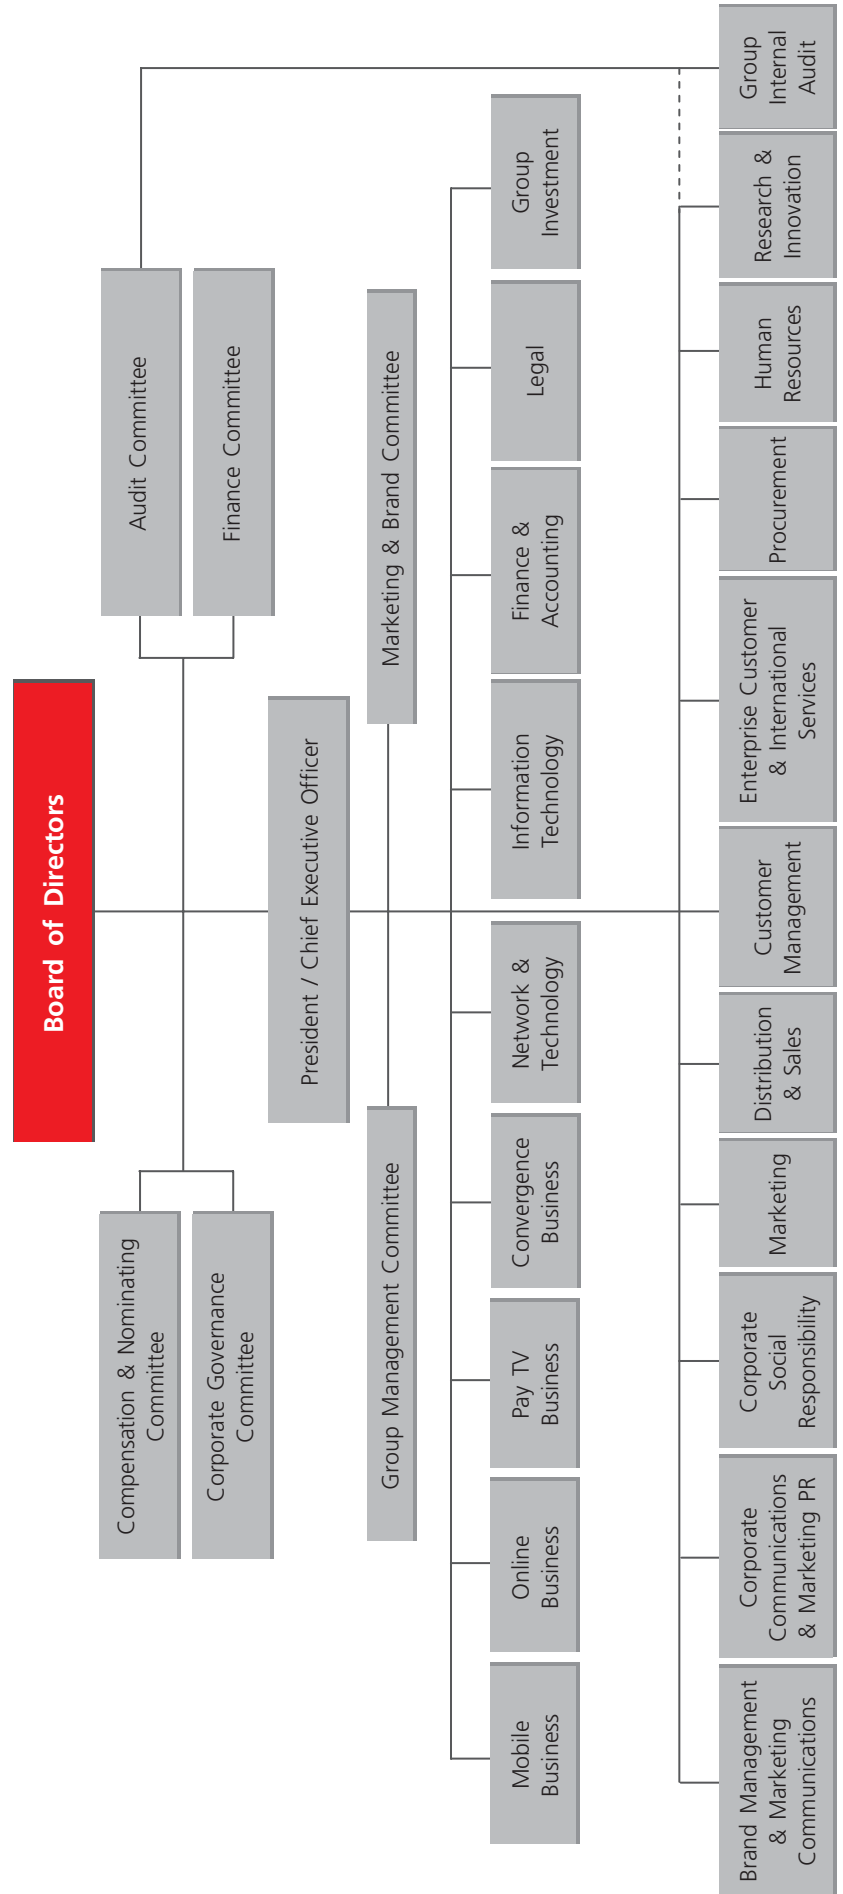 Board of Directors
Compensation & Nominating
Committee
Corporate Governance
Committee
Audit Committee
Finance Committee
President / Chief Executive Officer
Group Management Committee
Marketing & Brand Committee
Mobile
Business
Online
Business
Pay TV
Business
Convergence
Business
Network &
Technology
Information
Technology
Finance &
Accounting
Legal
Group
Investment
Brand Management
& Marketing
Communications
Corporate
Communications
& Marketing PR
Corporate
Social
Responsibility
Marketing
Distribution
& Sales
Customer
Management
Enterprise Customer
& International
Services
Procurement
Human
Resources
Research &
Innovation
Group
Internal
Audit